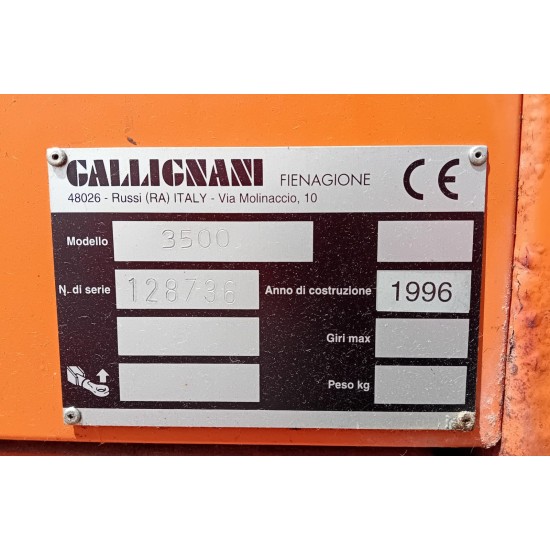 GALLIGNANI FIENAGIONE CE
48026 - Russi (RA) ITALY - Via Molinaccio, 10
Modello 3500
N. di serie 128736 Anno di costruzione 1996
Giri max
Peso kg